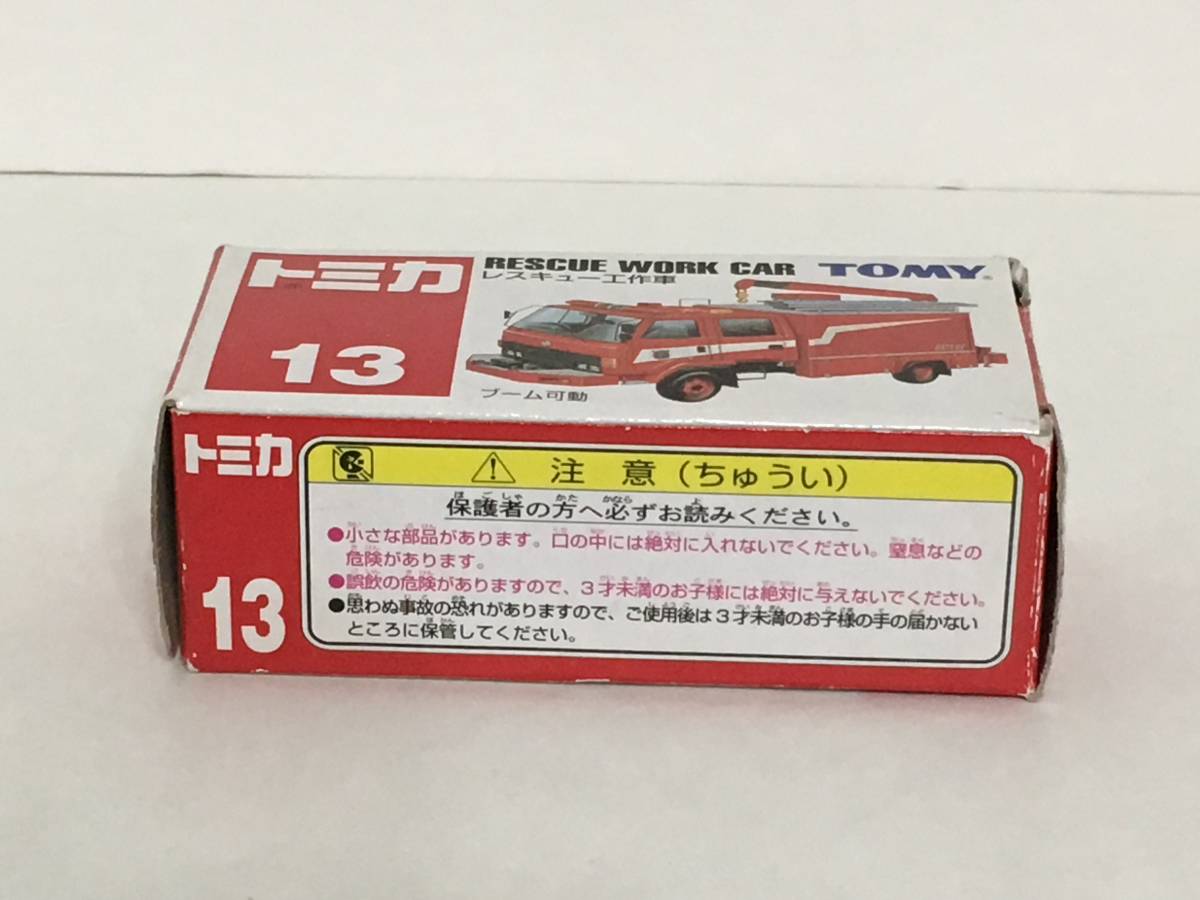 トミカ
13
RESCUE WORK CAR TOMY
レスキュー工作車
ブーム可動
トミカ
13
注 意 (ちゅうい)
保護者の方へ必ずお読みください。
●小さな部品があります。口の中には絶対に入れないでください。窒息などの
危険があります。
●誤飲の危険がありますので、3才未満のお子様には絶対に与えないでください。
●思わぬ事故の恐れがありますので、ご使用後は3才未満のお子様の手の届かない
ところに保管してください。